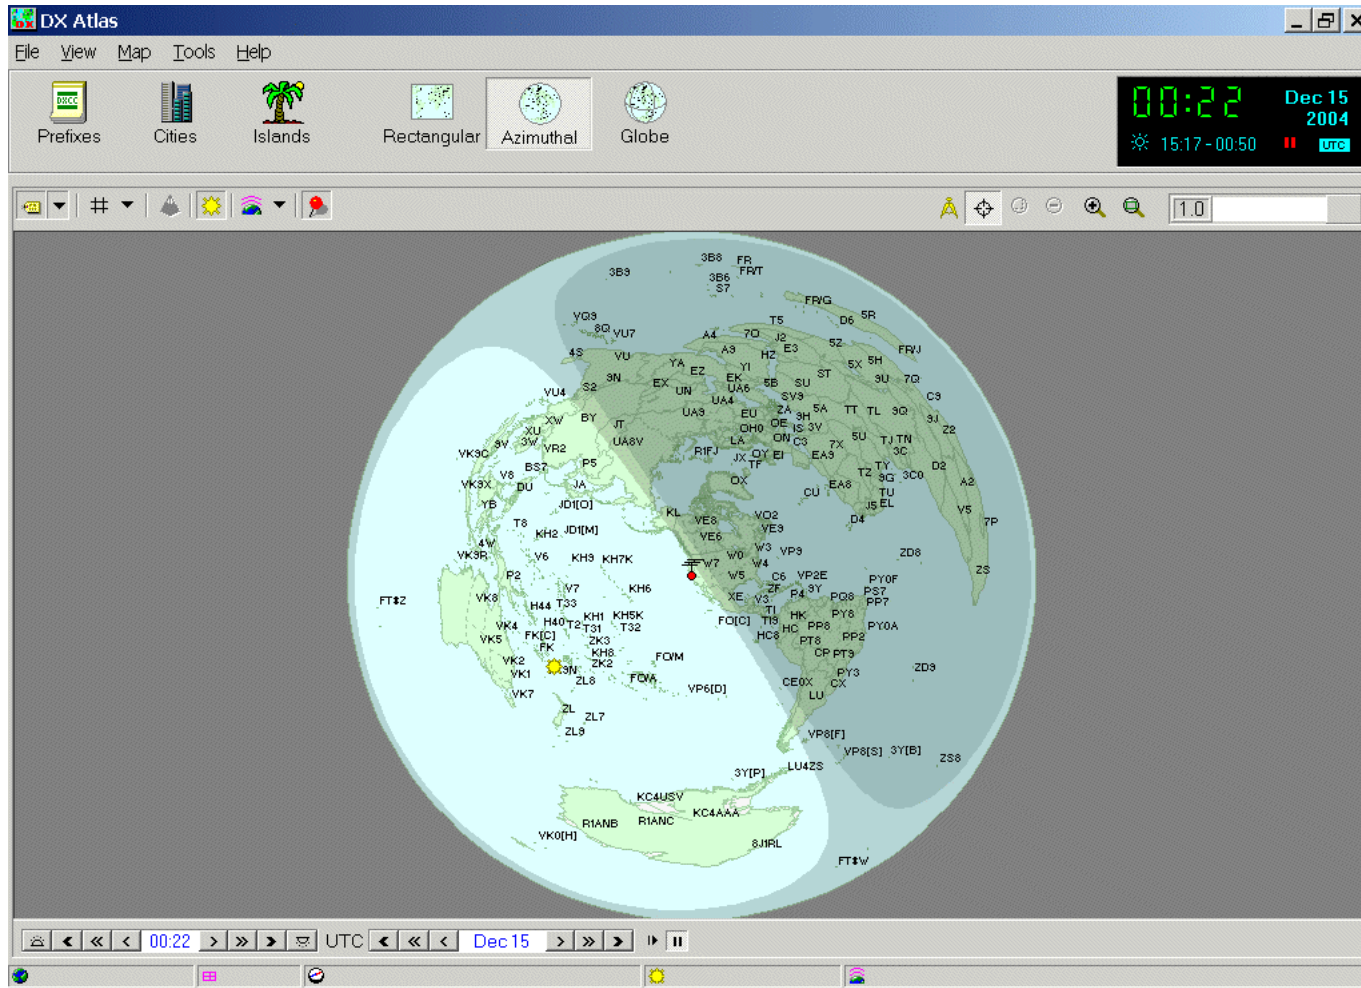 DX Atlas
File View Map Tools Help
Prefixes Cities Islands Rectangular Azimuthal Globe
00:22 Dec 15
2004
15:17 - 00:50 UTC
1.0
3B8 FR
3B9 3B6 FR/T
S7
FR/G
VQ9 T5 D6 5R
8Q VU7 A4 7O J2 5Z
4S VU A9 HZ E3 FR/J
YA YI 5X 5H
9N EZ EK ST 9U 7Q
S2 EX UN UA6 5B SU
VU4 UA4 SV9 C9
BY UA9 EU ZA 9H 5A TT TL 9Q 9J
XW JT OH0 OE IS 3V Z2
XU UA8V LA ON C3 7X 5U TJ TN
9V 3W VR2 R1FJ OY EI EA9 3C
VK9C P5 JX TF TZ TY D2
BS7 9G 3C0 A2
V8 JA OX EA8 TU
VK9X DU CU J5 EL V5
YB JD1[O] KL VO2 D4 7P
T8 VE8 VE9
KH2 JD1[M] VE6
4W W3 VP9 ZD8
VK9R V6 KH9 KH7K W0 W4
P2 W7 W5 C6 VP2E PY0F ZS
V7 KH6 ZF 9Y PS7
FT$Z VK8 T33 XE V3 P4 PQ8 PP7
H44 KH1 KH5K TI HK PY8
VK4 H40 T2 T31 T32 FO[C] TI9 HC PP8 PY0A
VK5 FK[C] ZK3 HC8 PT8 PP2
FK KH8 FO/M CP PT9
VK2 9N ZK2 ZD9
VK1 ZL8 FO/A VP6[D] CE0X CX PY3
VK7 LU
ZL ZL7
ZL9 VP8[F]
VP8[S] 3Y[B]
3Y[P] LU4ZS ZS8
KC4USV
R1ANB R1ANC KC4AAA
VK0[H] 8J1RL
FT$W
00:22 UTC Dec 15